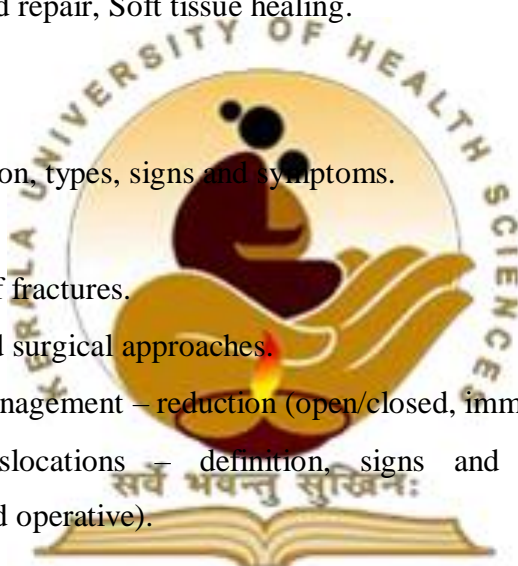 d repair, Soft tissue healing.
KERALA UNIVERSITY OF HEALTH SCIENCES
on, types, signs and symptoms.
f fractures.
d surgical approaches.
nagement – reduction (open/closed, imm
slocations – definition, signs and
सर्वे भवन्तु सुखिनः
d operative).